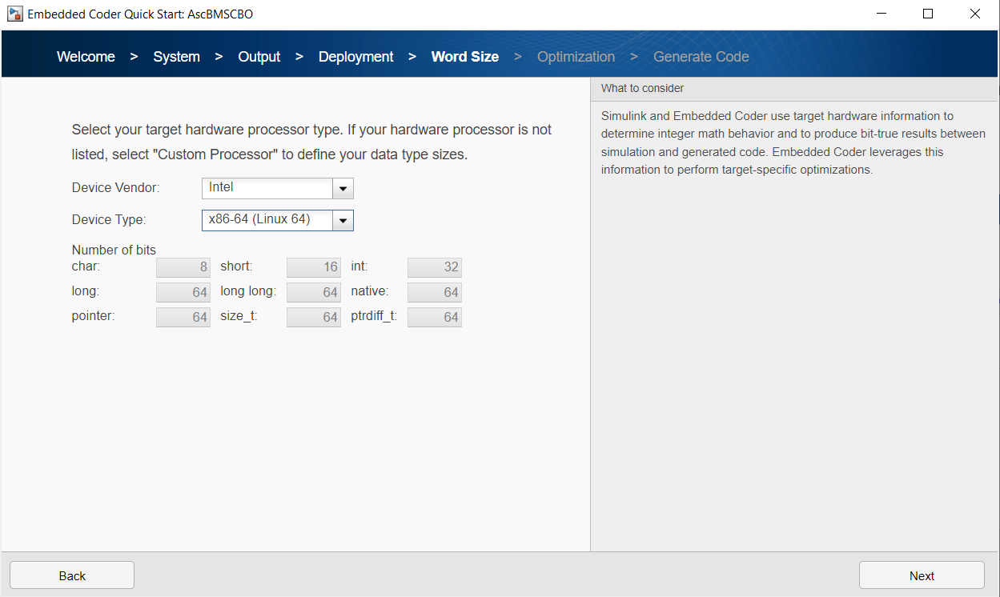 Embedded Coder Quick Start: AscBMSCBO
Welcome > System > Output > Deployment > Word Size > Optimization > Generate Code
Select your target hardware processor type. If your hardware processor is not
listed, select "Custom Processor" to define your data type sizes.
Device Vendor: Intel
Device Type: x86-64 (Linux 64)
Number of bits
char: 8 short: 16 int: 32
long: 64 long long: 64 native: 64
pointer: 64 size_t: 64 ptrdiff_t: 64
What to consider
Simulink and Embedded Coder use target hardware information to
determine integer math behavior and to produce bit-true results between
simulation and generated code. Embedded Coder leverages this
information to perform target-specific optimizations.
Back
Next